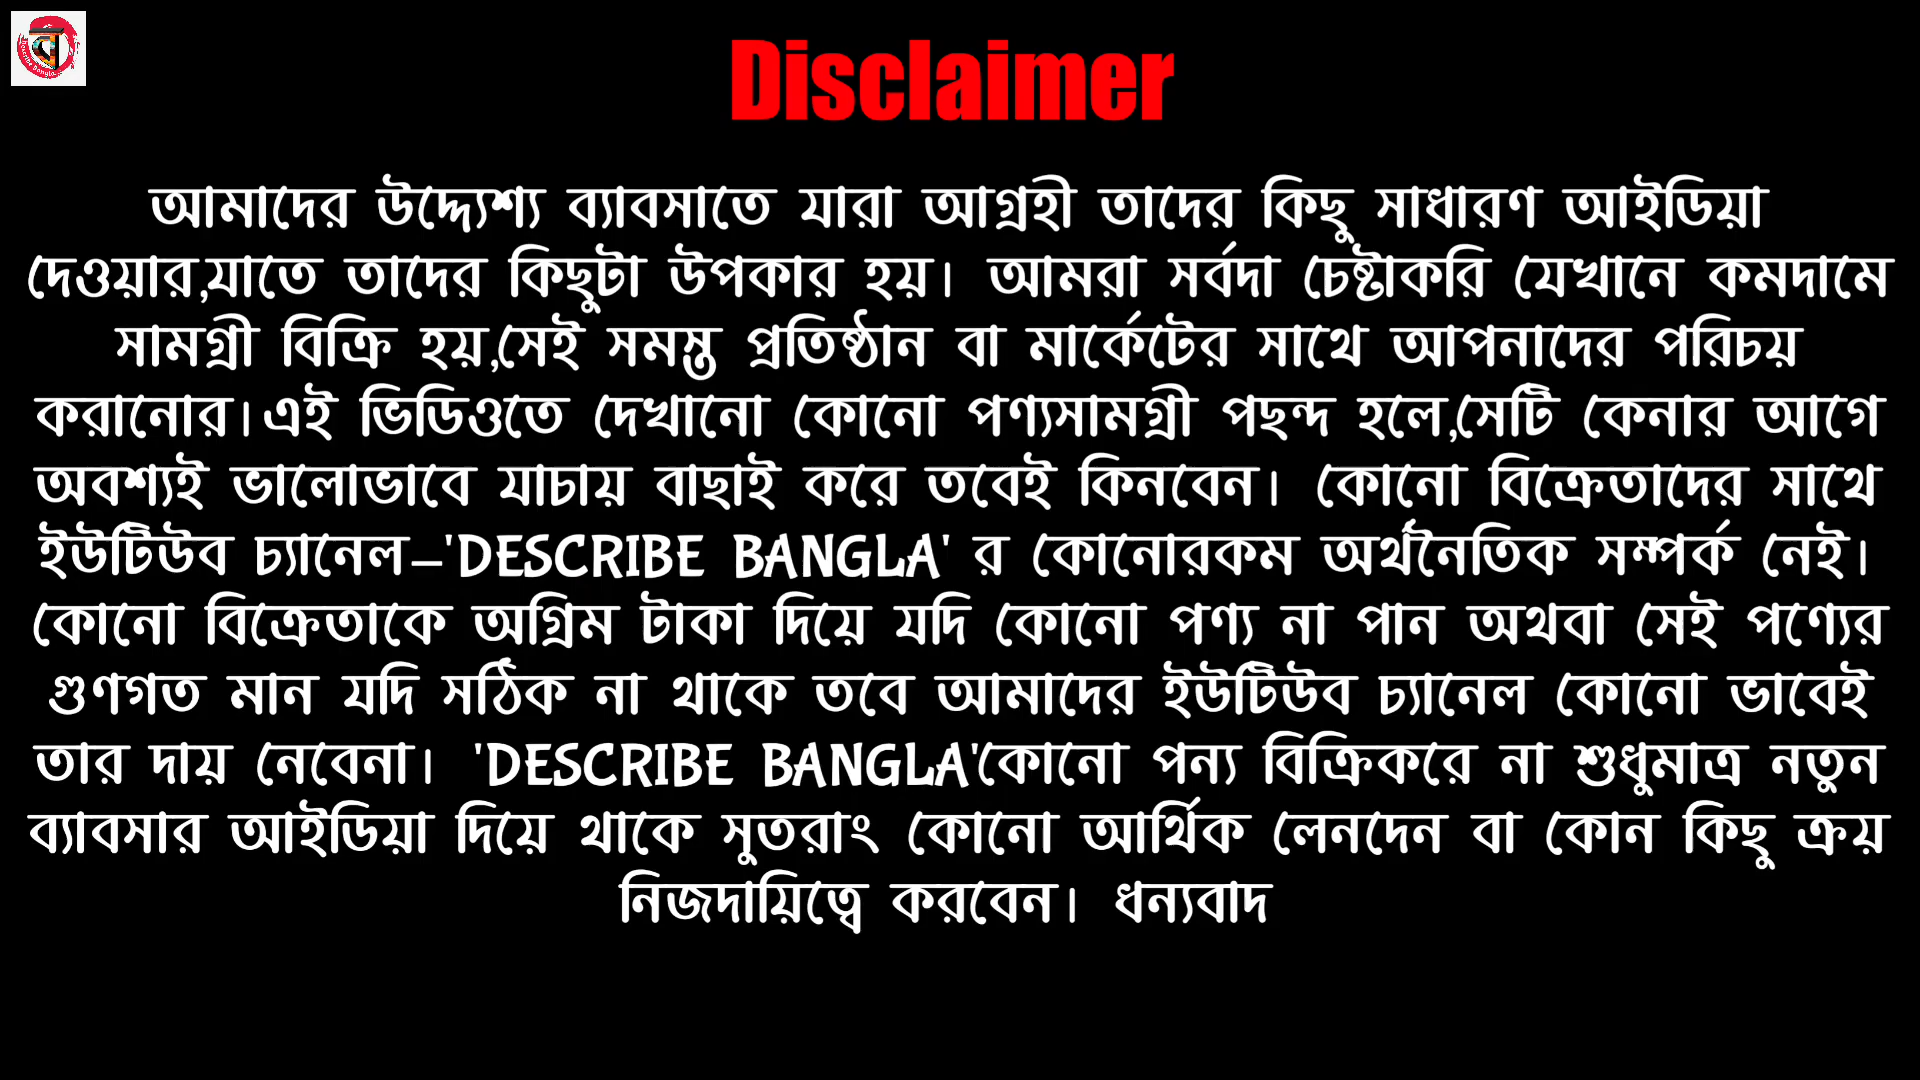 Disclaimer
আমাদের উদ্দ্যেশ্য ব্যাবসাতে যারা আগ্রহী তাদের কিছু সাধারণ আইডিয়া
দেওয়ার,যাতে তাদের কিছুটা উপকার হয়। আমরা সর্বদা চেষ্টাকরি যেখানে কমদামে
সামগ্রী বিক্রি হয়,সেই সমস্ত প্রতিষ্ঠান বা মার্কেটের সাথে আপনাদের পরিচয়
করানোর। এই ভিডিওতে দেখানো কোনো পণ্যসামগ্রী পছন্দ হলে,সেটি কেনার আগে
অবশ্যই ভালোভাবে যাচায় বাছাই করে তবেই কিনবেন। কোনো বিক্রেতাদের সাথে
ইউটিউব চ্যানেল-'DESCRIBE BANGLA' র কোনোরকম অর্থনৈতিক সম্পর্ক নেই।
কোনো বিক্রেতাকে অগ্রিম টাকা দিয়ে যদি কোনো পণ্য না পান অথবা সেই পণ্যের
গুণগত মান যদি সঠিক না থাকে তবে আমাদের ইউটিউব চ্যানেল কোনো ভাবেই
তার দায় নেবেনা। 'DESCRIBE BANGLA'কোনো পন্য বিক্রিকরে না শুধুমাত্র নতুন
ব্যাবসার আইডিয়া দিয়ে থাকে সুতরাং কোনো আর্থিক লেনদেন বা কোন কিছু ক্রয়
নিজদায়িত্বে করবেন। ধন্যবাদ